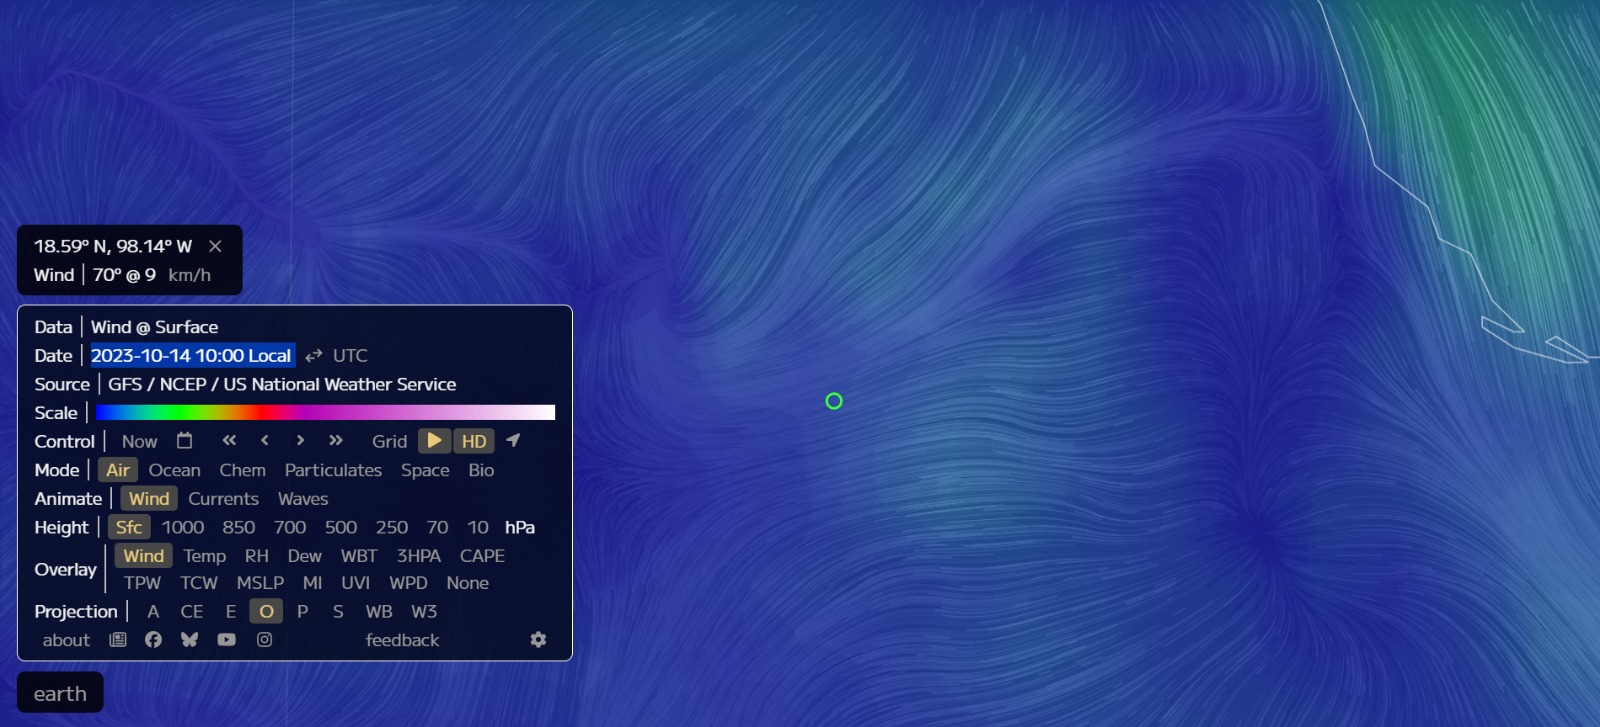 18.59° N, 98.14° W ×
Wind | 70° @ 9 km/h
Data | Wind @ Surface
Date | 2023-10-14 10:00 Local ⇄ UTC
Source | GFS / NCEP / US National Weather Service
Scale |
Control | Now « ‹ › » Grid HD
Mode | Air Ocean Chem Particulates Space Bio
Animate | Wind Currents Waves
Height | Sfc 1000 850 700 500 250 70 10 hPa
Overlay | Wind Temp RH Dew WBT 3HPA CAPE
TPW TCW MSLP MI UVI WPD None
Projection | A CE E O P S WB W3
about feedback
earth